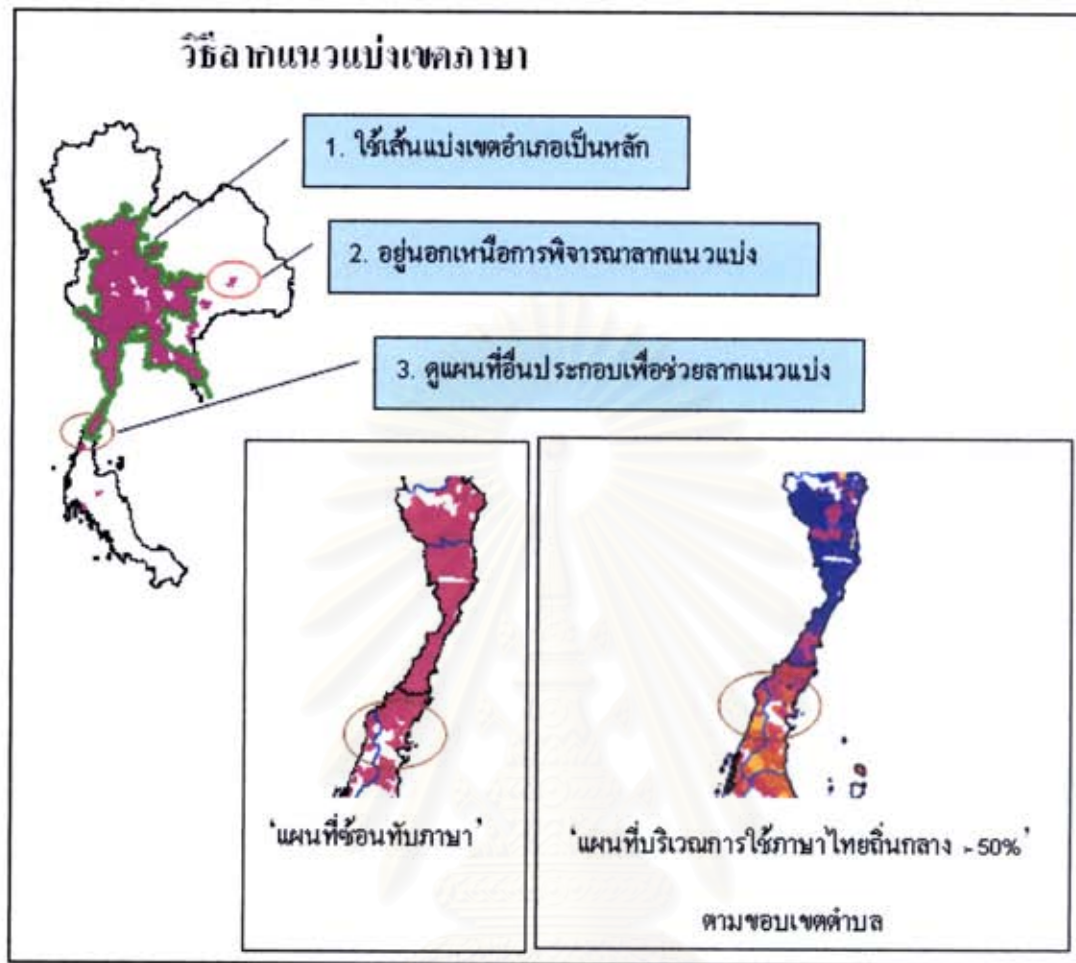 วิธีลากแนวแบ่งเขตภาษา
1. ใช้เส้นแบ่งเขตอำเภอเป็นหลัก
2. อยู่นอกเหนือการพิจารณาลากแนวแบ่ง
3. ดูแผนที่อื่นประกอบเพื่อช่วยลากแนวแบ่ง
'แผนที่ซ้อนทับภาษา'
'แผนที่บริเวณการใช้ภาษาไทยถิ่นกลาง >50%'
ตามขอบเขตตำบล